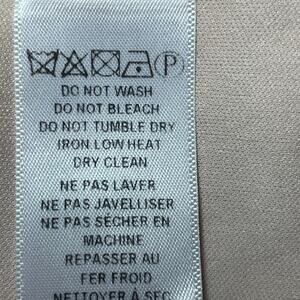 P
DO NOT WASH
DO NOT BLEACH
DO NOT TUMBLE DRY
IRON LOW HEAT
DRY CLEAN
NE PAS LAVER
NE PAS JAVELLISER
NE PAS SÉCHER EN
MACHINE
REPASSER AU
FER FROID
NETTOYER À SEC